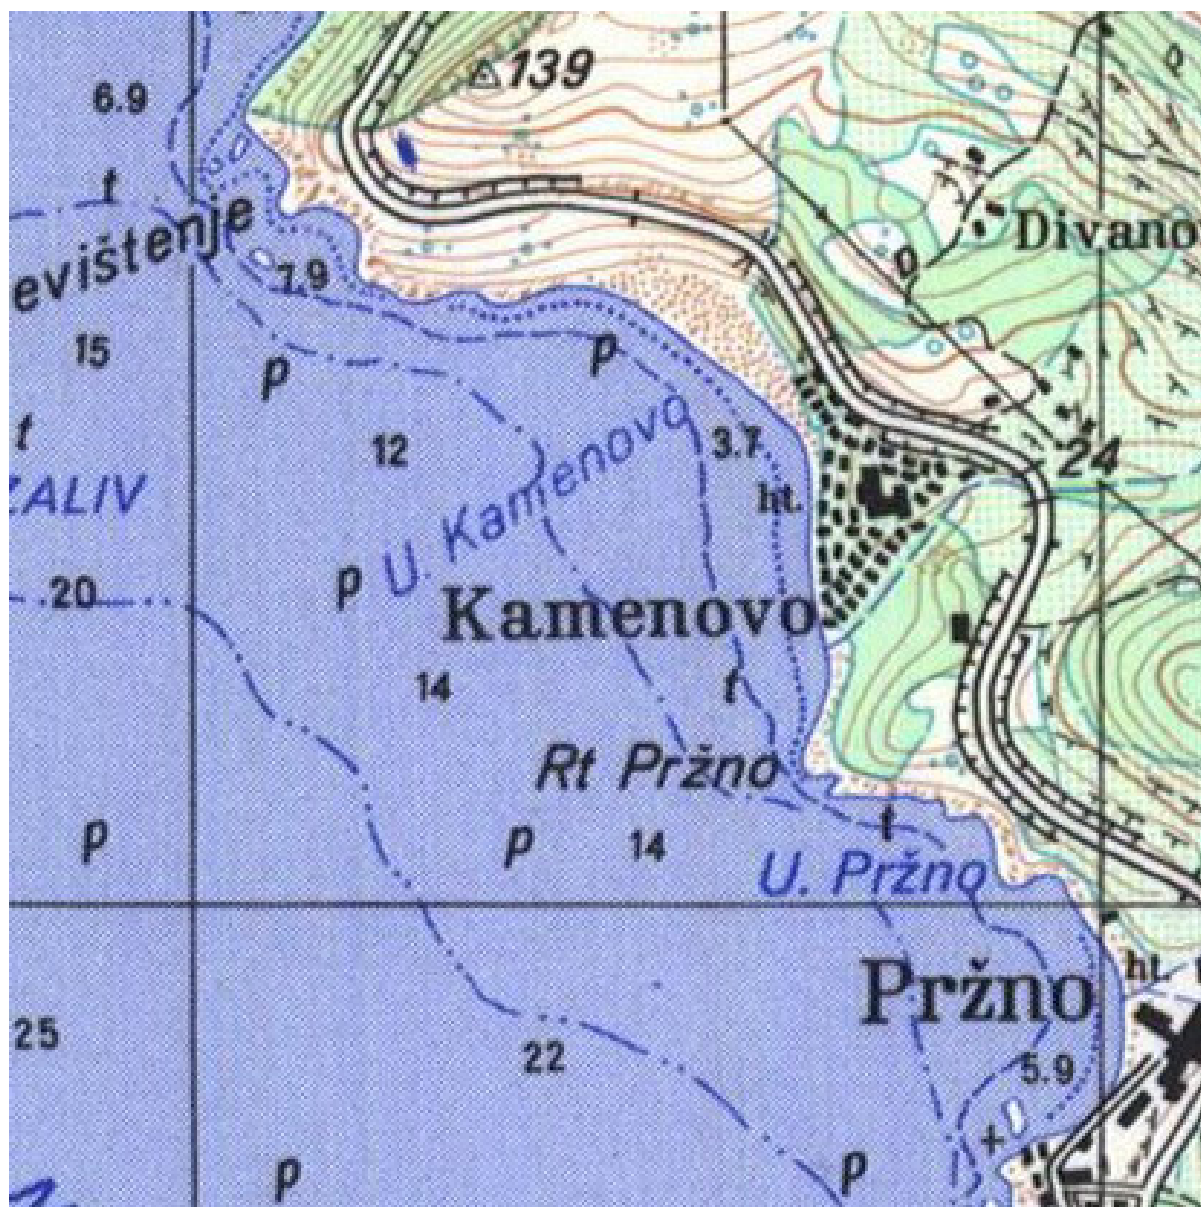 139
6.9
t
evištenje
Divano
7.9
15
p
p
o
t
12
3.7
24
ZALIV
U. Kamenovo
ht.
20
p
Kamenovo
14
t
Rt Pržno
p
p
14
t
U. Pržno
Pržno
ht.
25
22
5.9
p
p